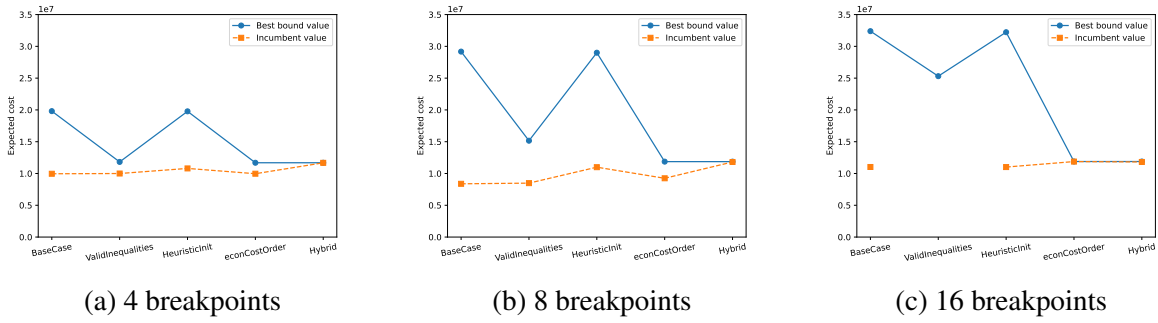 1e7
3.5
3.0
2.5
2.0
1.5
1.0
0.5
0.0
Expected cost
Best bound value
Incumbent value
BaseCase
ValidInequalities
HeuristicInit
econCostOrder
Hybrid
(a) 4 breakpoints
1e7
3.5
3.0
2.5
2.0
1.5
1.0
0.5
0.0
Expected cost
Best bound value
Incumbent value
BaseCase
ValidInequalities
HeuristicInit
econCostOrder
Hybrid
(b) 8 breakpoints
1e7
3.5
3.0
2.5
2.0
1.5
1.0
0.5
0.0
Expected cost
Best bound value
Incumbent value
BaseCase
ValidInequalities
HeuristicInit
econCostOrder
Hybrid
(c) 16 breakpoints